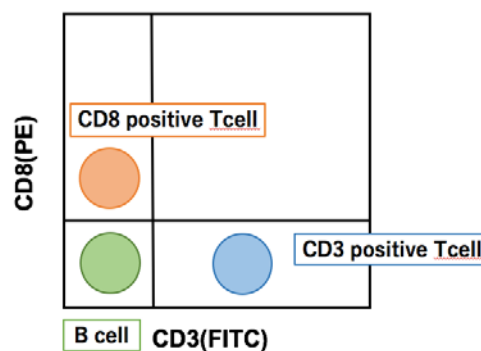 CD8 positive Tcell
CD8(PE)
CD3 positive Tcell
B cell
CD3(FITC)